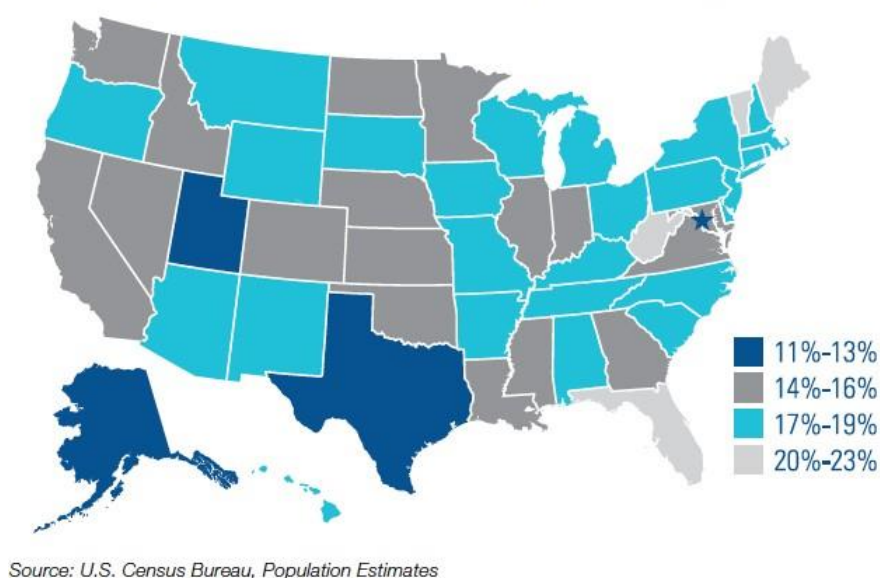 11%-13%
14%-16%
17%-19%
20%-23%
Source: U.S. Census Bureau, Population Estimates